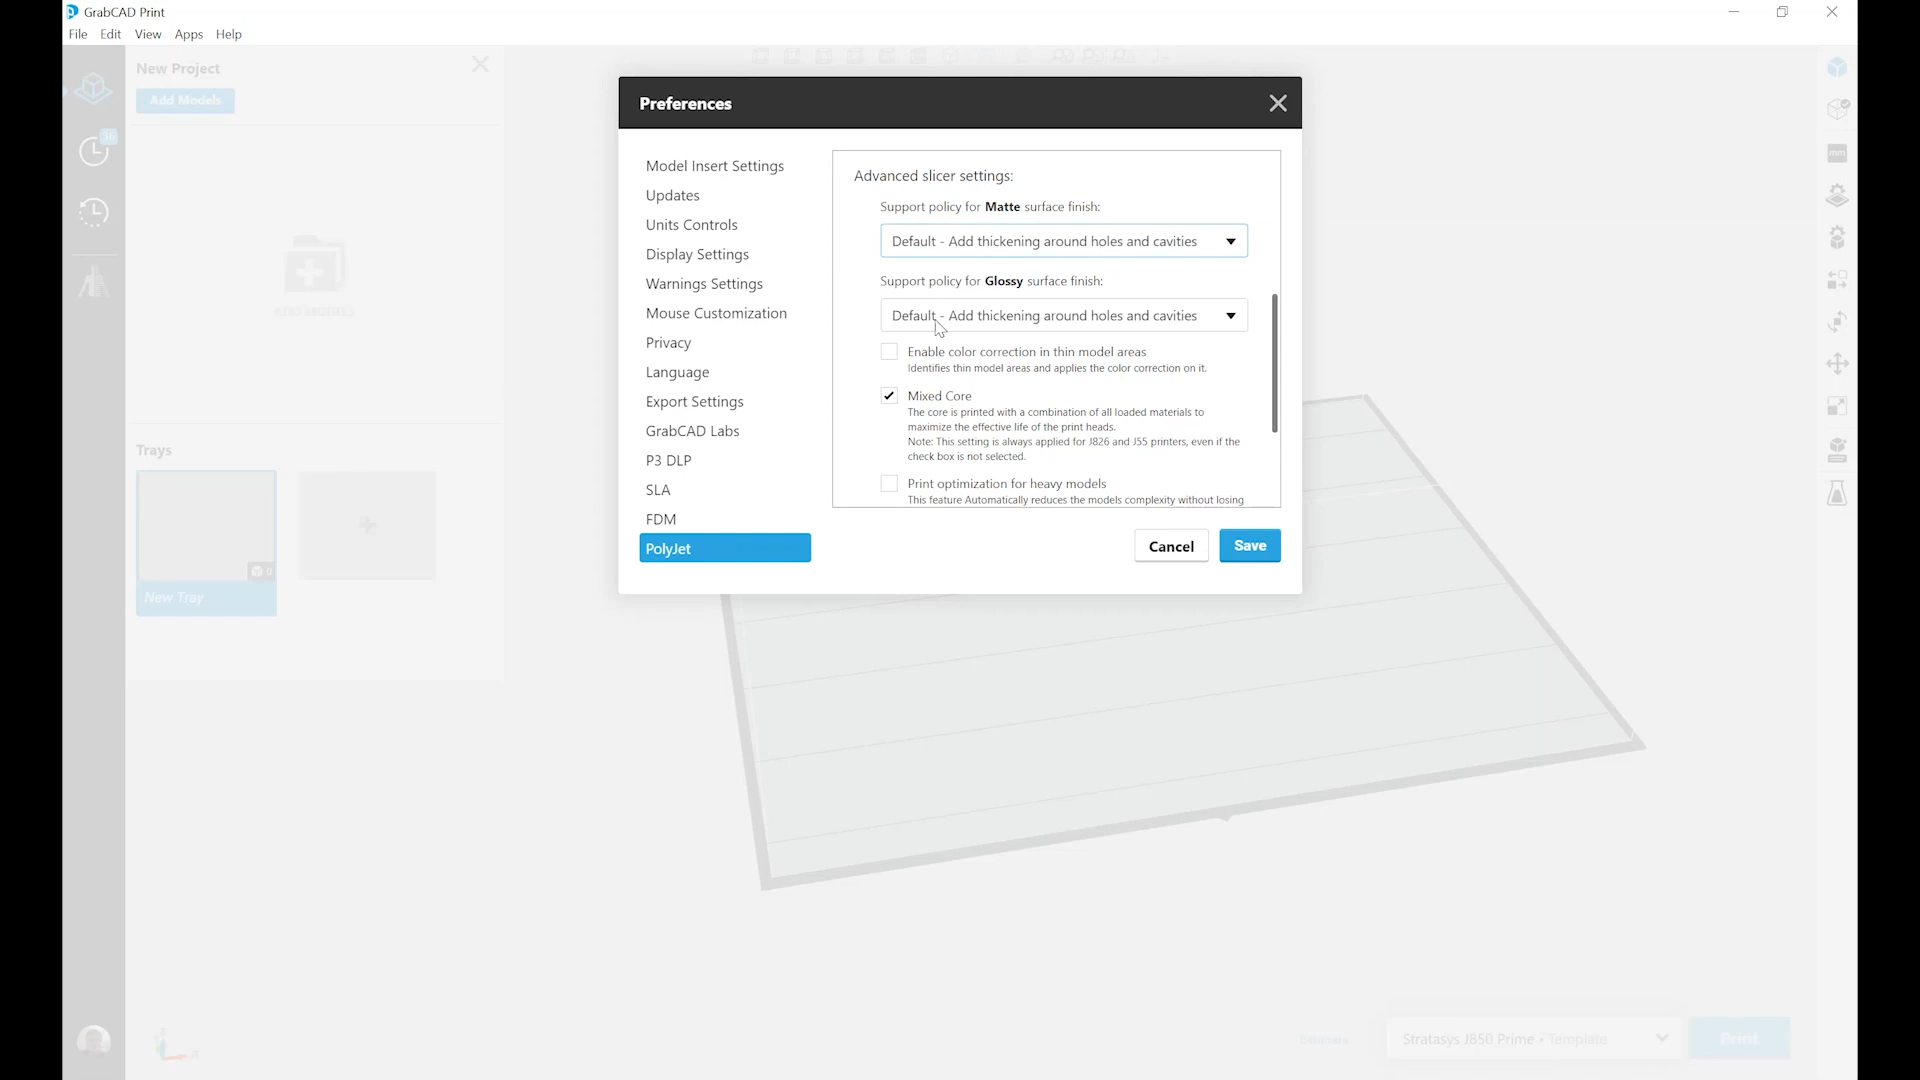 GrabCAD Print
File Edit View Apps Help
New Project
Add Models
ADD MODELS
Trays
0
New Tray
Preferences
Model Insert Settings
Updates
Units Controls
Display Settings
Warnings Settings
Mouse Customization
Privacy
Language
Export Settings
GrabCAD Labs
P3 DLP
SLA
FDM
PolyJet
Advanced slicer settings:
Support policy for Matte surface finish:
Default - Add thickening around holes and cavities
Support policy for Glossy surface finish:
Default - Add thickening around holes and cavities
Enable color correction in thin model areas
Identifies thin model areas and applies the color correction on it.
Mixed Core
The core is printed with a combination of all loaded materials to
maximize the effective life of the print heads.
Note: This setting is always applied for J826 and J55 printers, even if the
check box is not selected.
Print optimization for heavy models
This feature Automatically reduces the models complexity without losing
Cancel Save
mm
Estimate
Stratasys J850 Prime - Template
Print